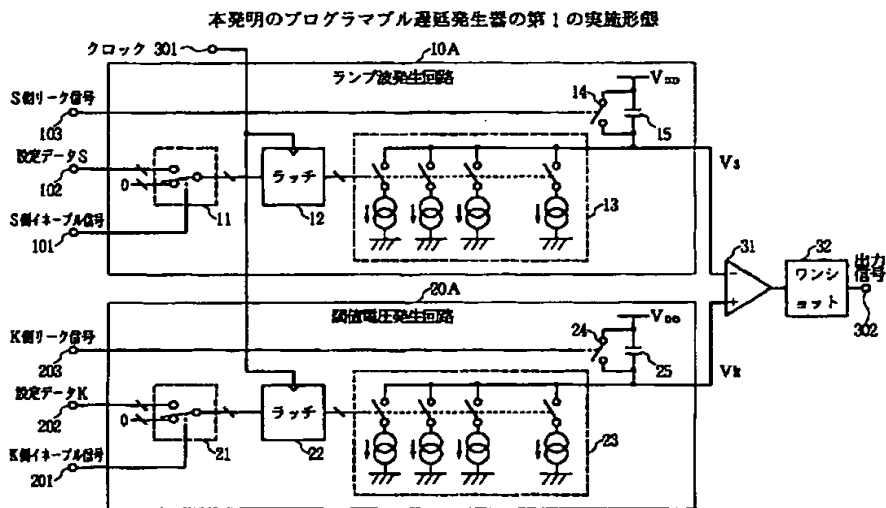 本発明のプログラマブル遅延発生器の第1の実施形態
クロック 301
10A
ランプ波発生回路
S側リーク信号
103
設定データS
102
S側イネーブル信号
101
0
11
ラッチ
12
13
14
15
VDD
Vs
20A
閾値電圧発生回路
K側リーク信号
203
設定データK
202
K側イネーブル信号
201
0
21
ラッチ
22
23
24
25
VDD
Vk
31
32
ワンシ
ョット
出力
信号
302